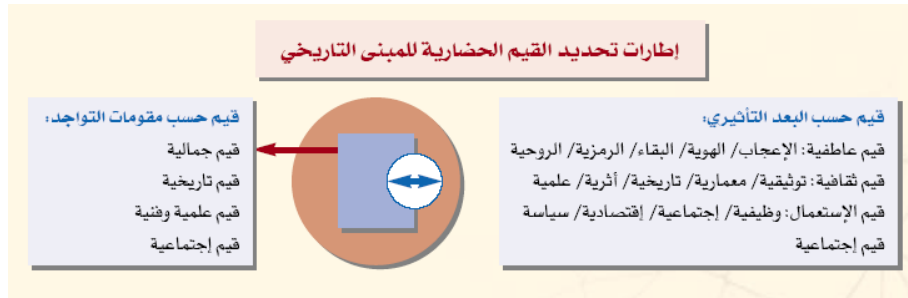 إطارات تحديد القيم الحضارية للمبنى التاريخي
قيم حسب البعد التأثيري:
قيم عاطفية: الإعجاب/ الهوية/ البقاء/ الرمزية/ الروحية
قيم ثقافية: توثيقية/ معمارية/ تاريخية/ أثرية/ علمية
قيم الإستعمال: وظيفية/ إجتماعية/ إقتصادية/ سياسة
قيم إجتماعية
قيم حسب مقومات التواجد:
قيم جمالية
قيم تاريخية
قيم علمية وفنية
قيم إجتماعية